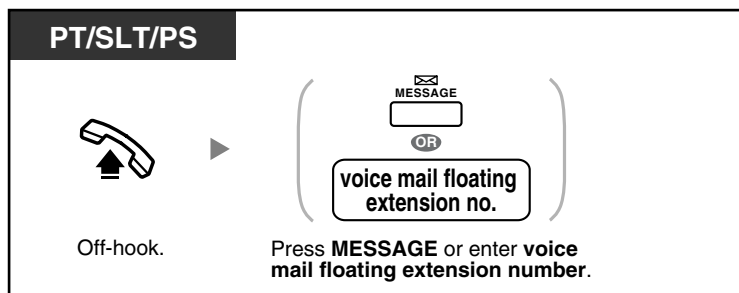 PT/SLT/PS
MESSAGE
OR
voice mail floating
extension no.
Off-hook.
Press MESSAGE or enter voice
mail floating extension number.